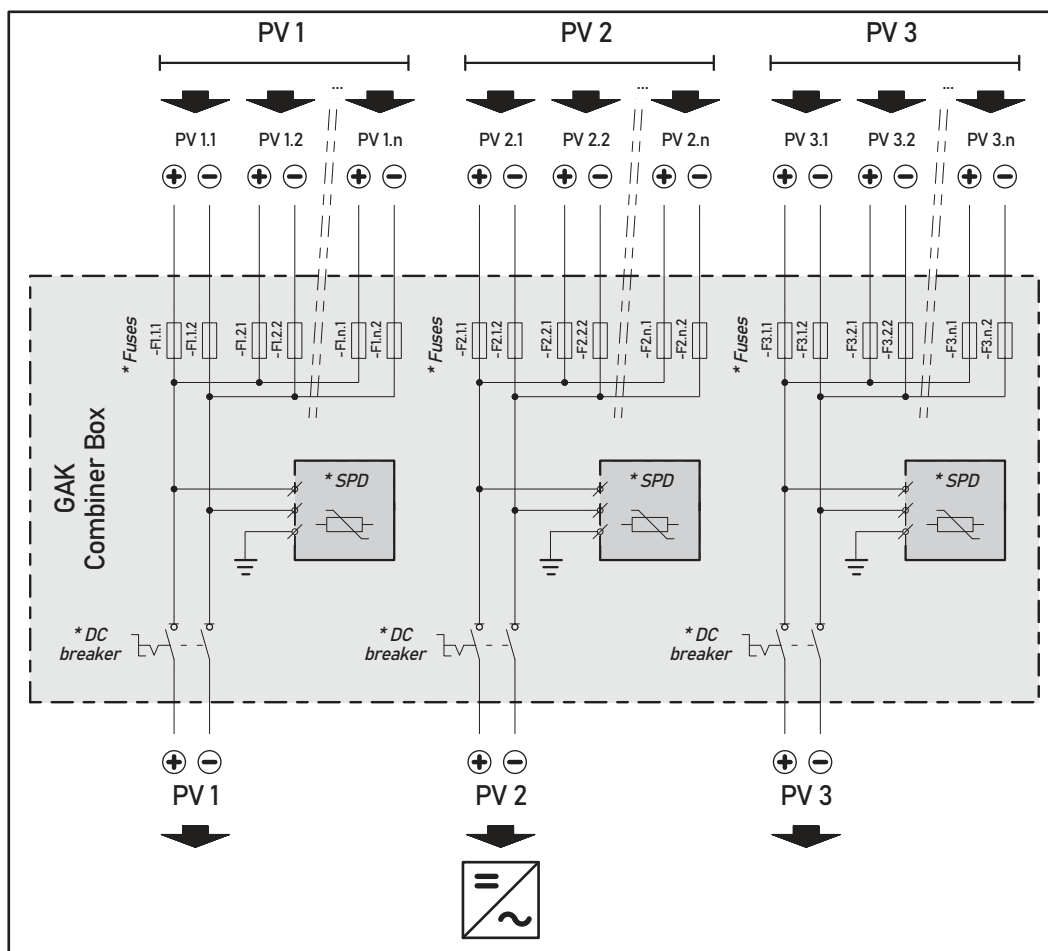 PV 1 PV 2 PV 3
... ... ...
PV 1.1 PV 1.2 PV 1.n PV 2.1 PV 2.2 PV 2.n PV 3.1 PV 3.2 PV 3.n
+ − + − + − + − + − + − + − + − + −
* Fuses -F1.1.1 -F1.1.2 -F1.2.1 -F1.2.2 -F1.n.1 -F1.n.2 * Fuses -F2.1.1 -F2.1.2 -F2.2.1 -F2.2.2 -F2.n.1 -F2.n.2 * Fuses -F3.1.1 -F3.1.2 -F3.2.1 -F3.2.2 -F3.n.1 -F3.n.2
GAK
Combiner Box
* SPD * SPD * SPD
* DC * DC * DC
breaker breaker breaker
+ − + − + −
PV 1 PV 2 PV 3
= ~